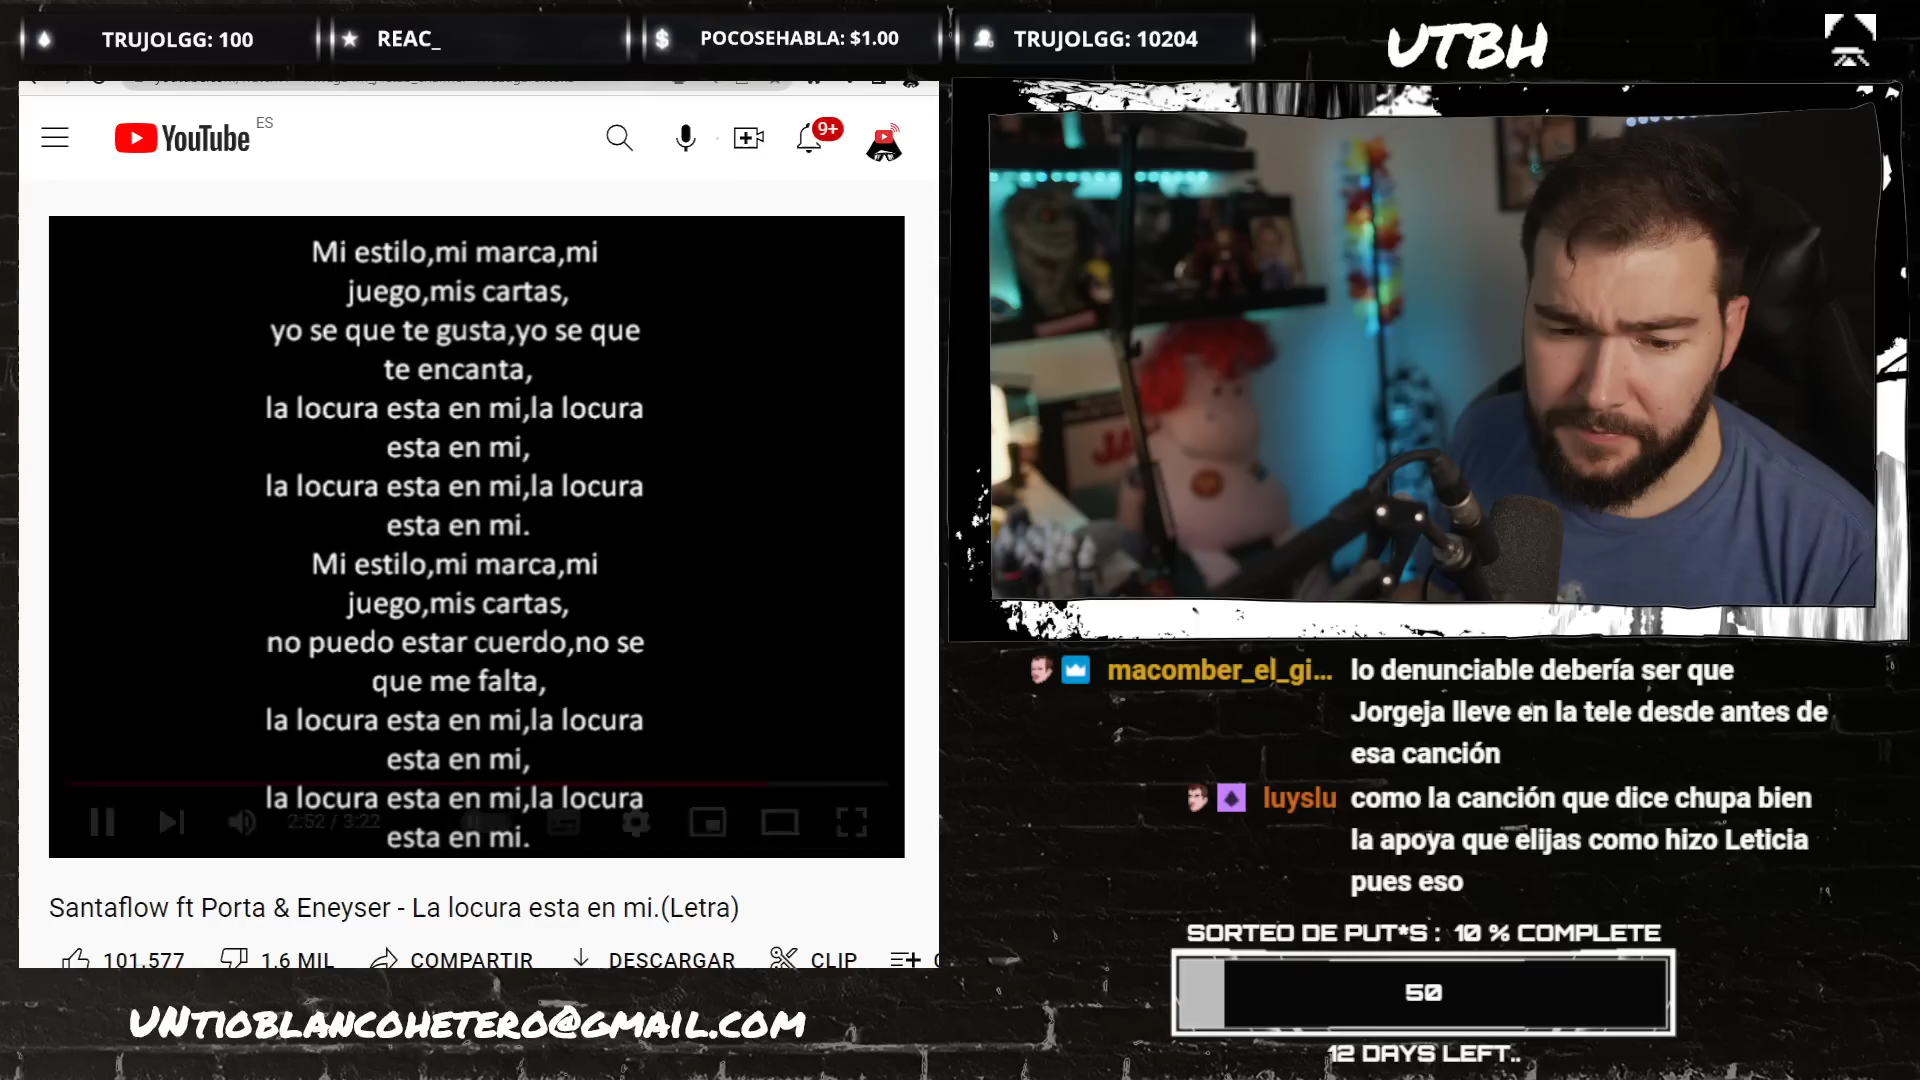 TRUJOLGG: 100
REAC_
POCOSEHABLA: $1.00
TRUJOLGG: 10204
UTBH
YouTube ES
9+
Mi estilo,mi marca,mi
juego,mis cartas,
yo se que te gusta,yo se que
te encanta,
la locura esta en mi,la locura
esta en mi,
la locura esta en mi,la locura
esta en mi.
Mi estilo,mi marca,mi
juego,mis cartas,
no puedo estar cuerdo,no se
que me falta,
la locura esta en mi,la locura
esta en mi,
la locura esta en mi,la locura
2:52 / 3:22
esta en mi.
Santaflow ft Porta & Eneyser - La locura esta en mi.(Letra)
101.577
1,6 MIL
COMPARTIR
DESCARGAR
CLIP
macomber_el_gi... lo denunciable debería ser que
Jorgeja lleve en la tele desde antes de
esa canción
luyslu como la canción que dice chupa bien
la apoya que elijas como hizo Leticia
pues eso
SORTEO DE PUT*S : 10 % COMPLETE
50
12 DAYS LEFT..
UNTIOBLANCOHETERO@GMAIL.COM